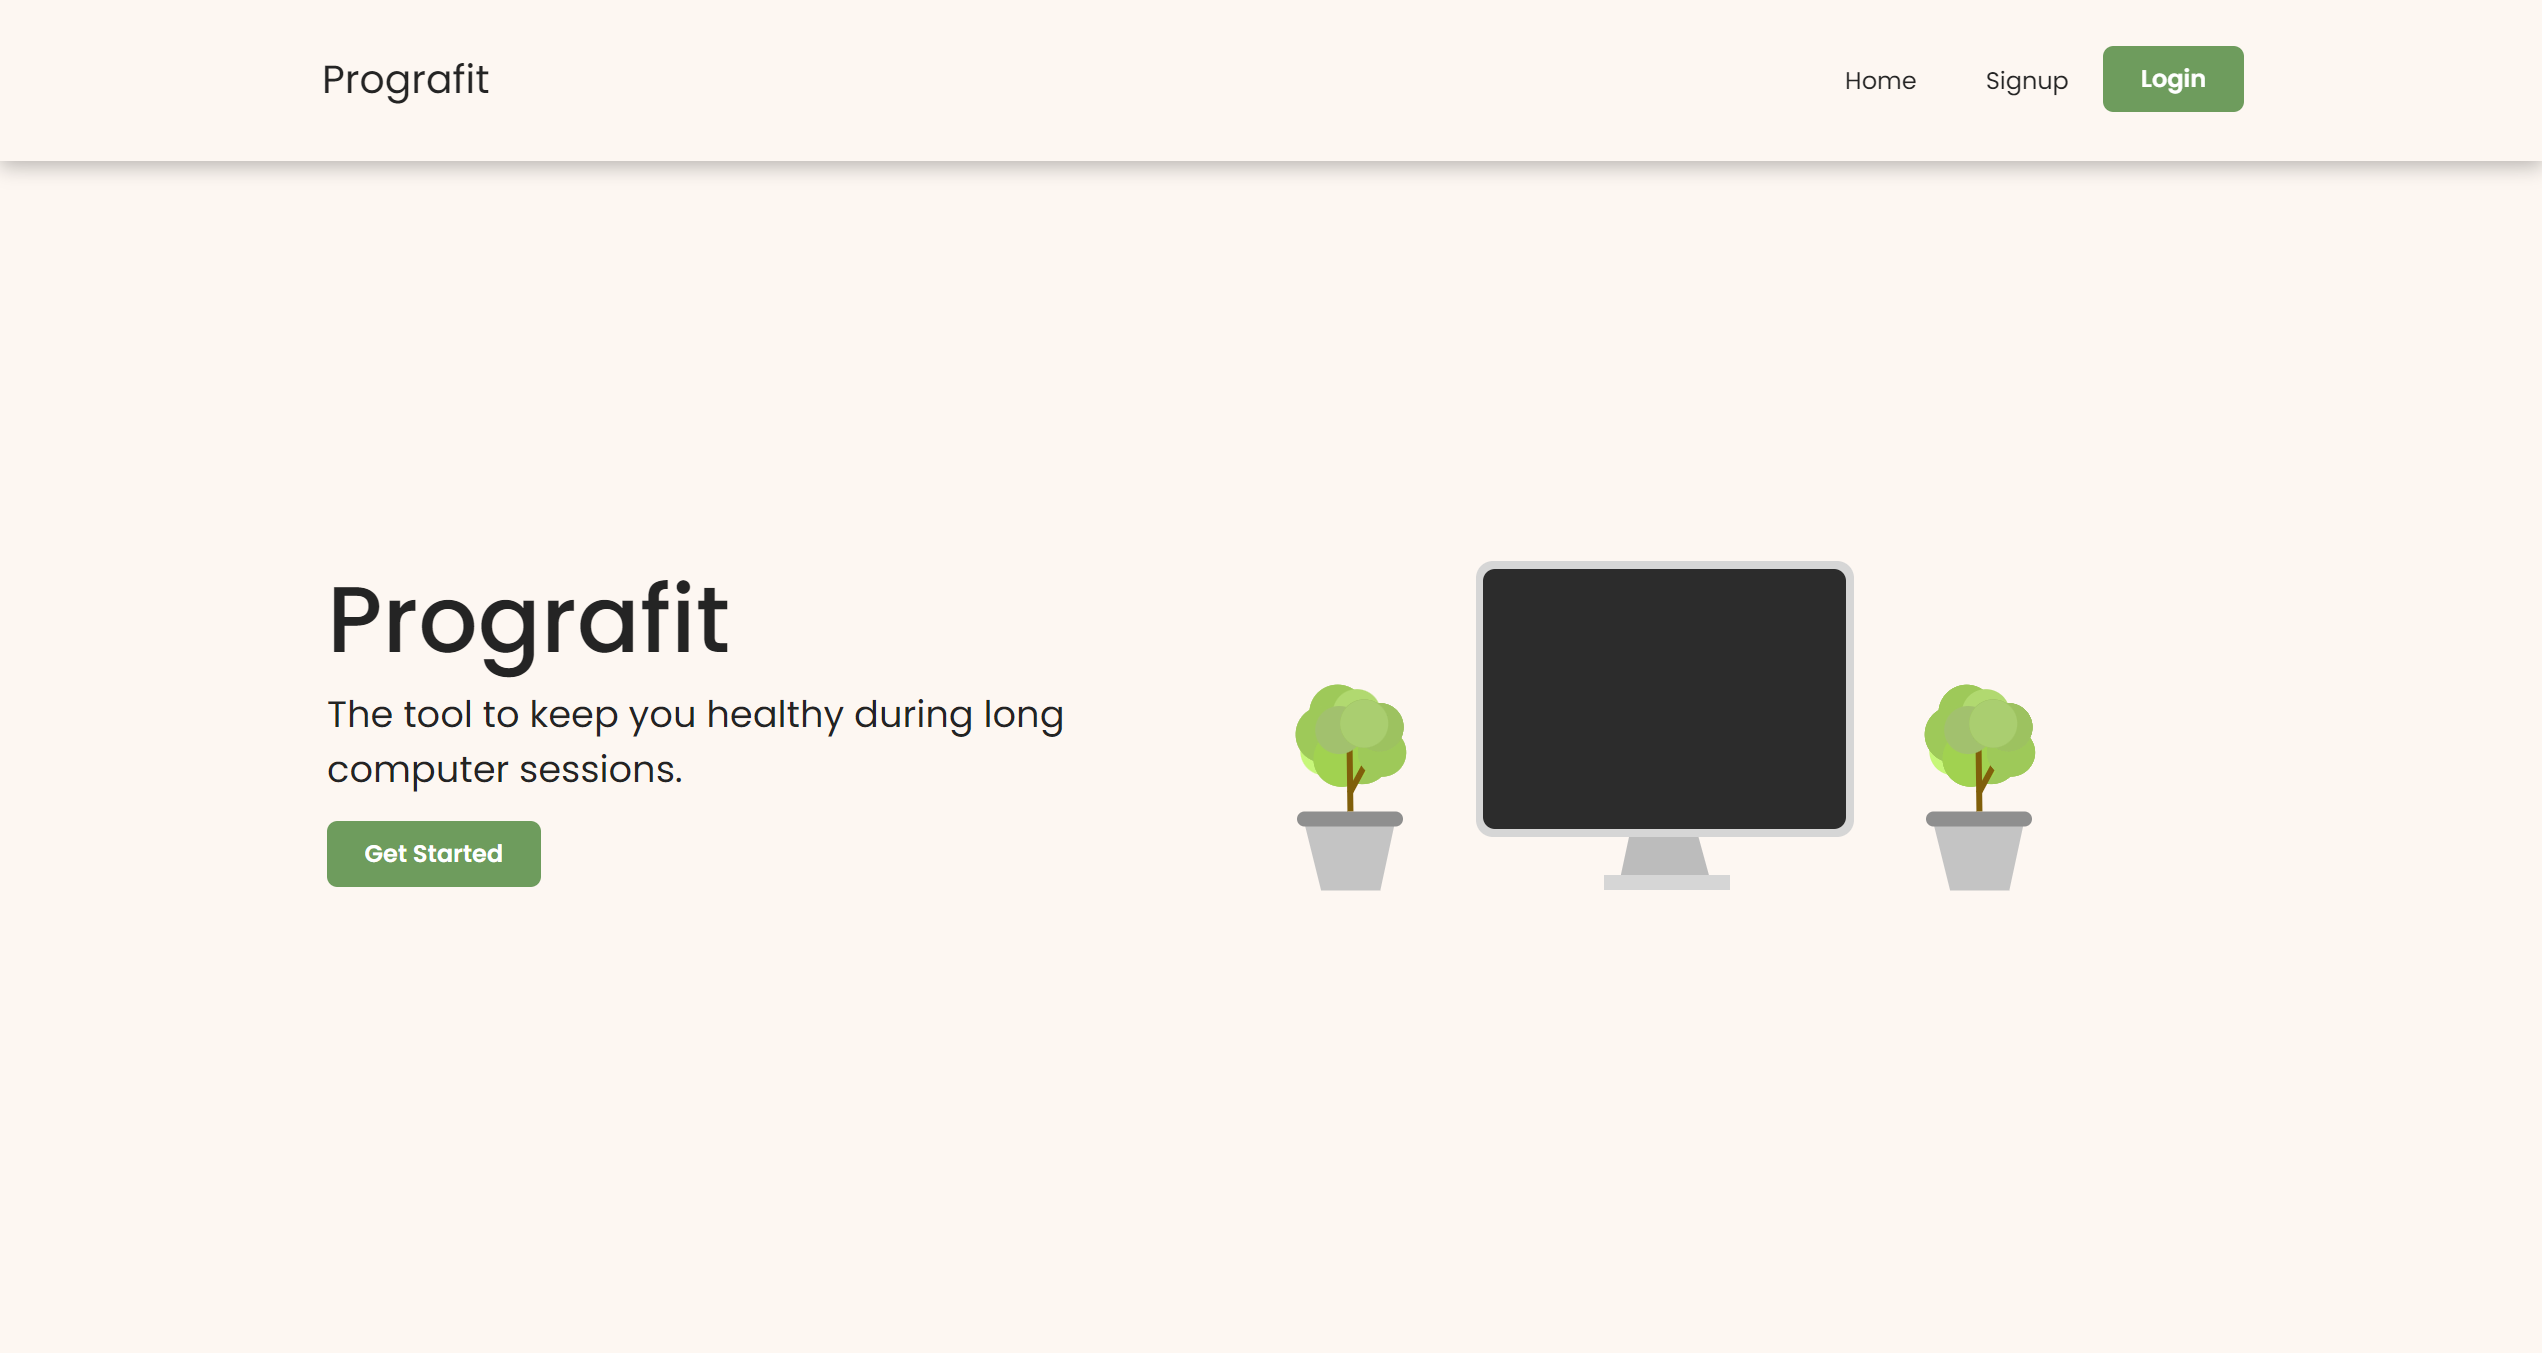 Prografit
Home
Signup
Login
Prografit
The tool to keep you healthy during long
computer sessions.
Get Started